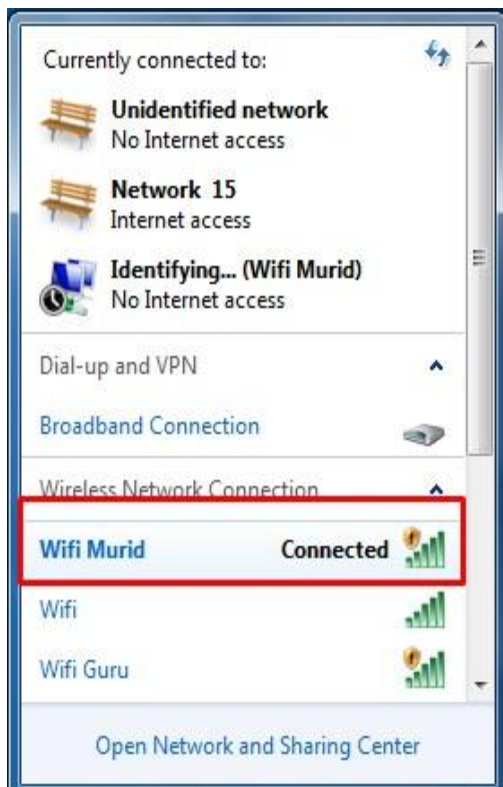 Currently connected to:
Unidentified network
No Internet access
Network 15
Internet access
Identifying... (Wifi Murid)
No Internet access
Dial-up and VPN
Broadband Connection
Wireless Network Connection
Wifi Murid Connected
Wifi
Wifi Guru
Open Network and Sharing Center